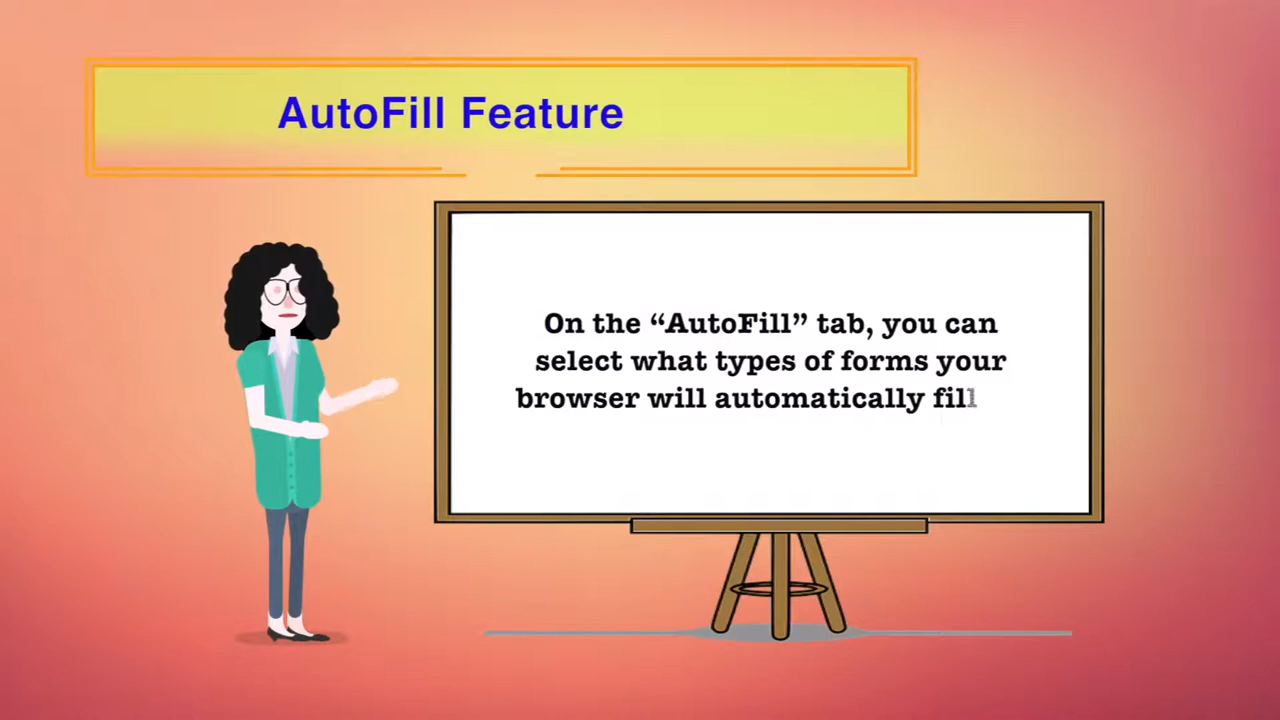 AutoFill Feature
On the “AutoFill” tab, you can
select what types of forms your
browser will automatically fill